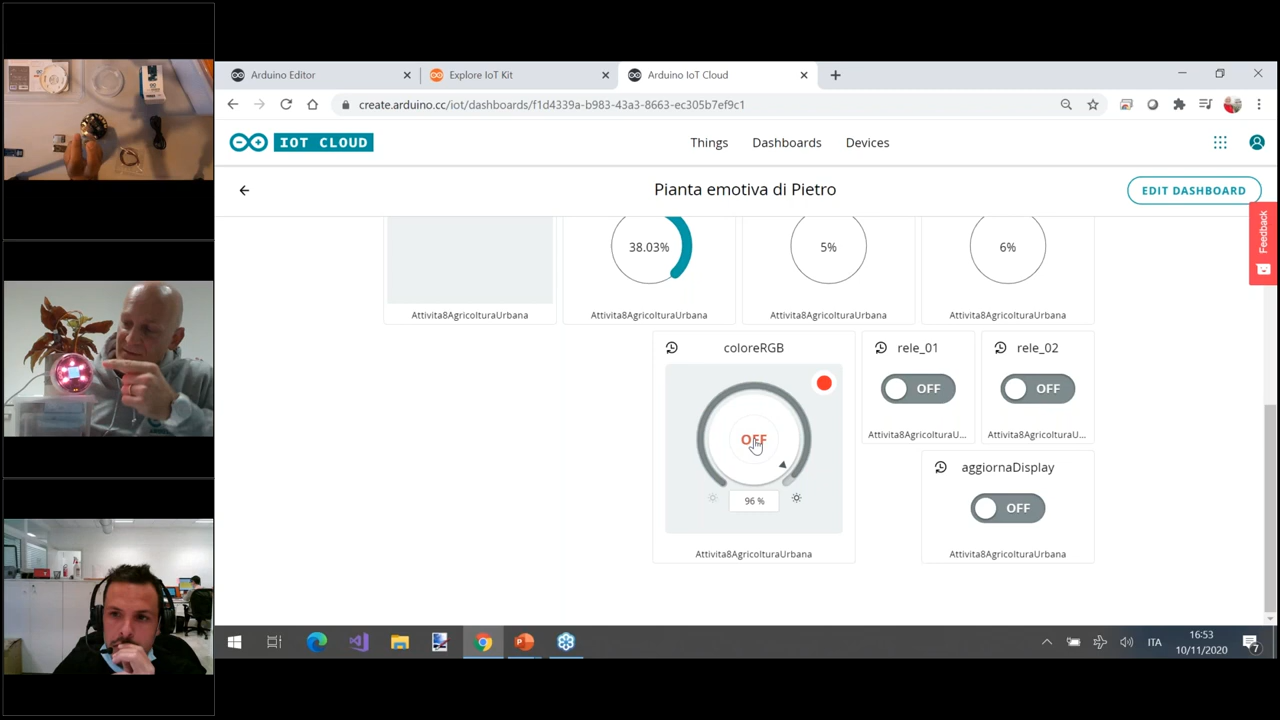 Arduino Editor
Explore IoT Kit
Arduino IoT Cloud
create.arduino.cc/iot/dashboards/f1d4339a-b983-43a3-8663-ec305b7ef9c1
IOT CLOUD
Things
Dashboards
Devices
Pianta emotiva di Pietro
EDIT DASHBOARD
Feedback
38.03%
5%
6%
Attivita8AgricolturaUrbana
Attivita8AgricolturaUrbana
Attivita8AgricolturaUrbana
Attivita8AgricolturaUrbana
coloreRGB
rele_01
rele_02
OFF
OFF
OFF
Attivita8AgricolturaU...
Attivita8AgricolturaU...
aggiornaDisplay
96 %
OFF
Attivita8AgricolturaUrbana
Attivita8AgricolturaUrbana
ITA
16:53
10/11/2020
7